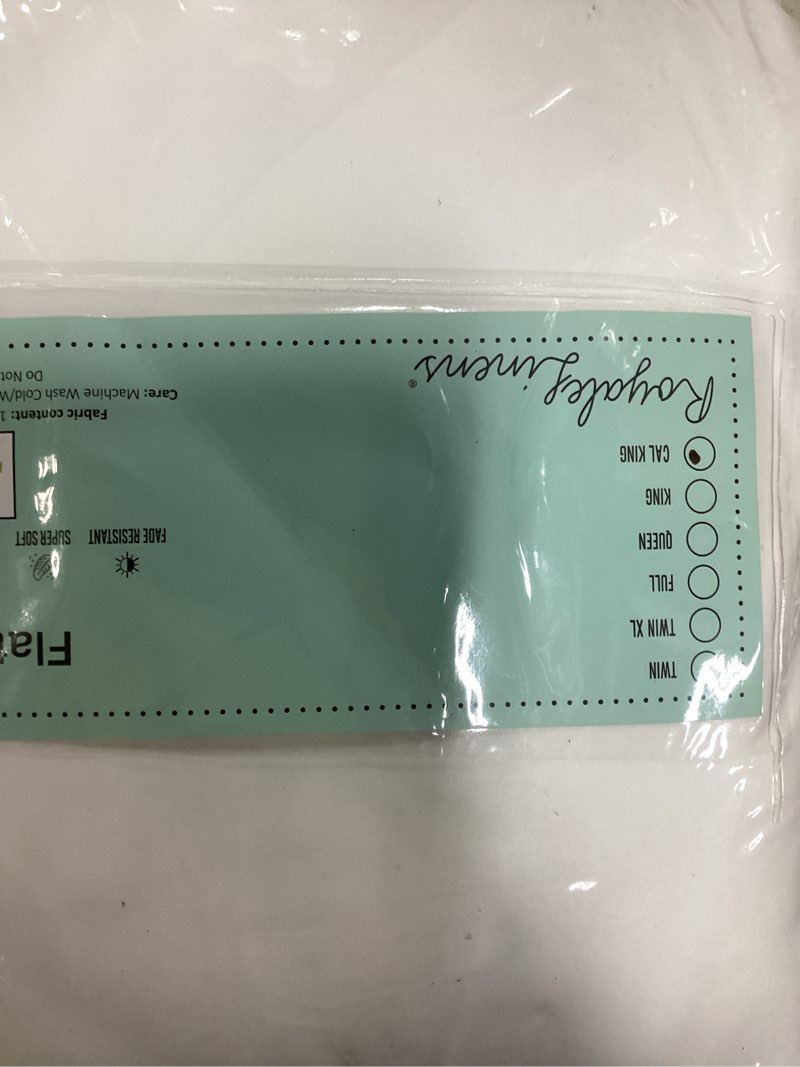 Flat
TWIN
TWIN XL
FULL
QUEEN
KING
CAL KING
FADE RESISTANT
SUPER SOFT
Fabric content: 1
Care: Machine Wash Cold/W
Do Not
Royale Linens®